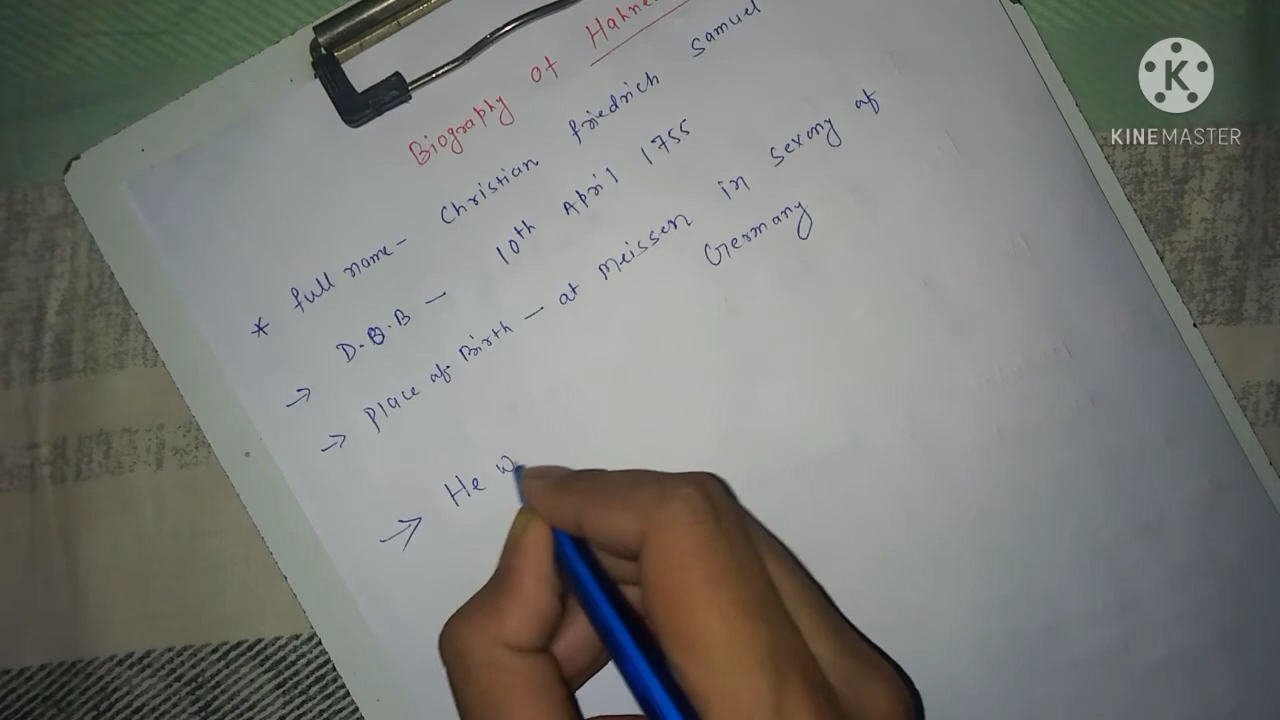 Biography of Hahne
* full name - Christian friedrich Samuel
→ D.O.B - 10th April 1755
→ Place of Birth - at Meissen in Sexony of
Germany
→ He w
KINEMASTER